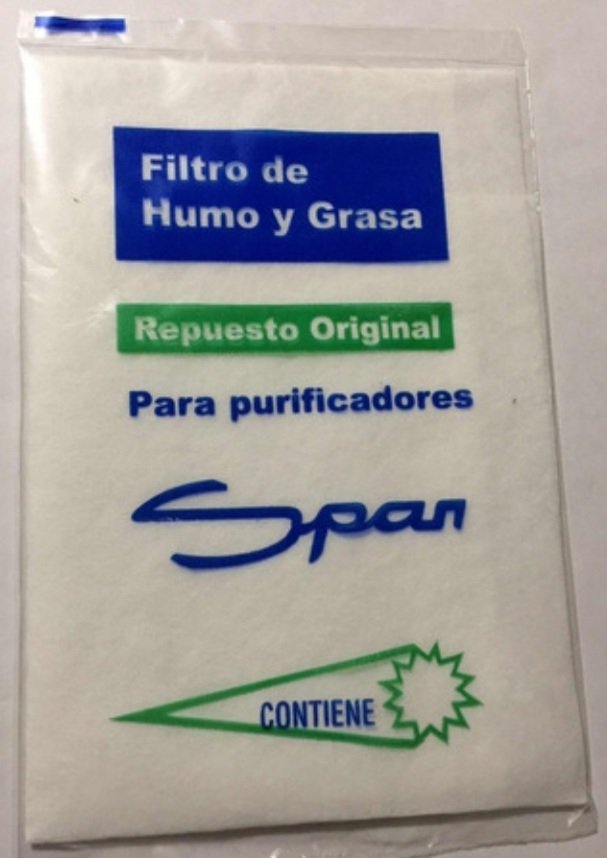 Filtro de
Humo y Grasa
Repuesto Original
Para purificadores
Spar
CONTIENE